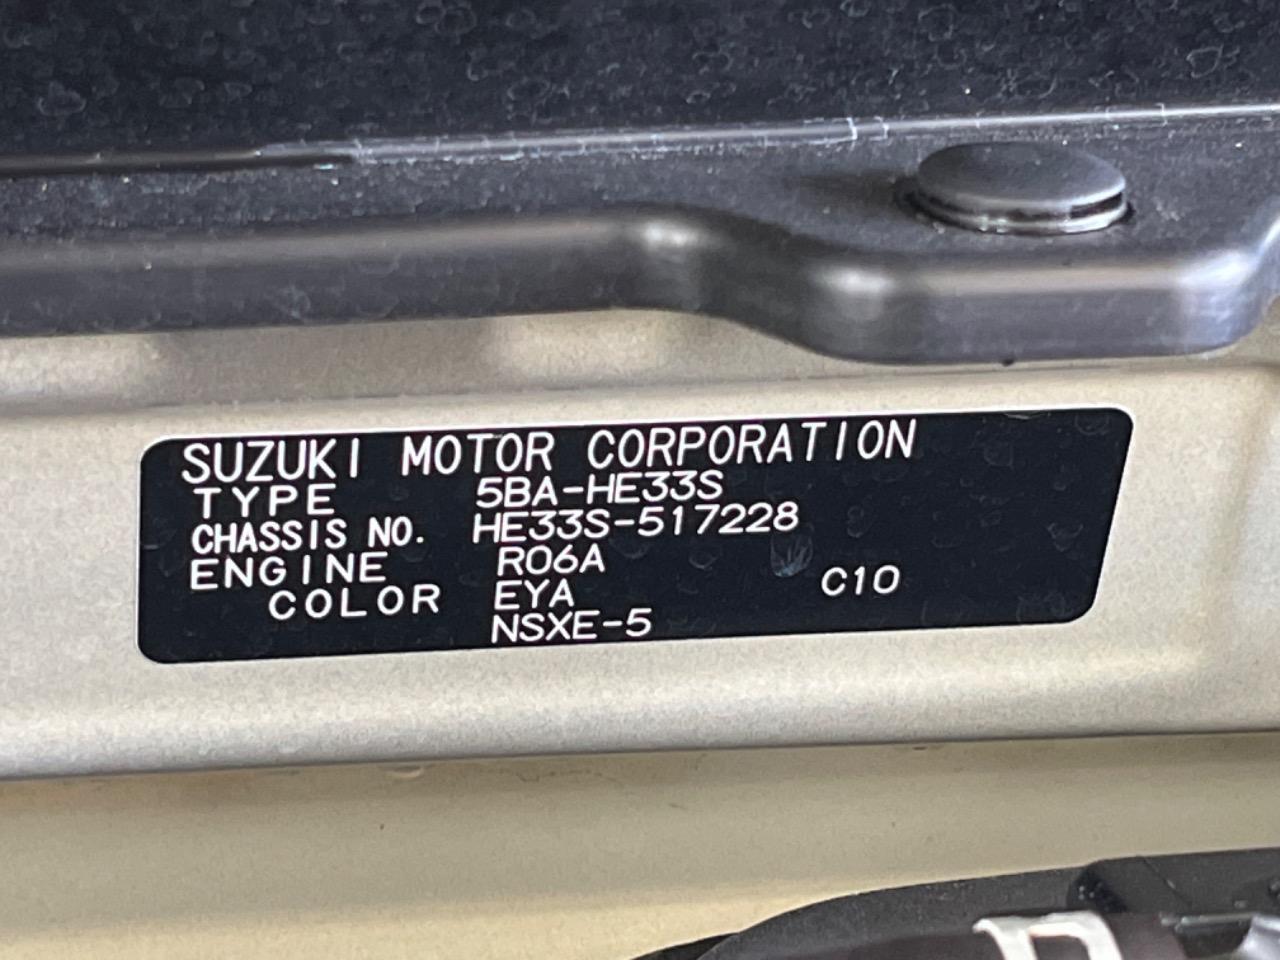 SUZUKI MOTOR CORPORATION
TYPE 5BA-HE33S
CHASSIS NO. HE33S-517228
ENGINE R06A
COLOR EYA C10
NSXE-5